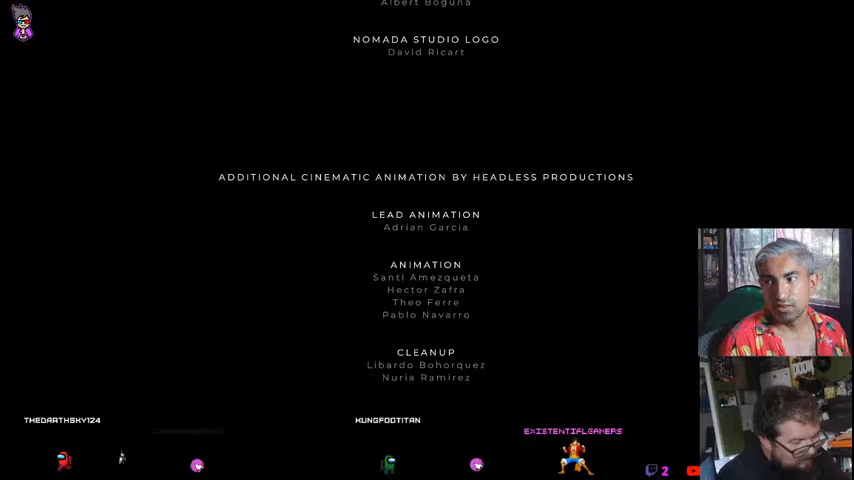 Albert Boguña
NOMADA STUDIO LOGO
David Ricart
ADDITIONAL CINEMATIC ANIMATION BY HEADLESS PRODUCTIONS
LEAD ANIMATION
Adrian Garcia
ANIMATION
Santi Amezqueta
Hector Zafra
Theo Ferre
Pablo Navarro
CLEANUP
Libardo Bohorquez
Nuria Ramirez
THEDARTHSKY124
KUNGFOOTITAN
EXISTENTIALGAMERS
2